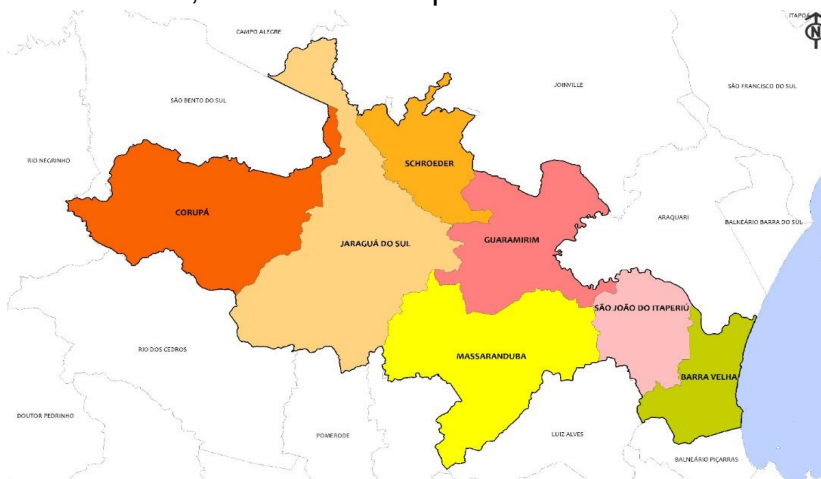 CAMPO ALEGRE
ITAPOÁ
N
SÃO BENTO DO SUL
JOINVILLE
SÃO FRANCISCO DO SUL
RIO NEGRINHO
SCHROEDER
CORUPÁ
ARAQUARI
BALNEÁRIO BARRA DO SUL
JARAGUÁ DO SUL
GUARAMIRIM
SÃO JOÃO DO ITAPERIÚ
RIO DOS CEDROS
MASSARANDUBA
BARRA VELHA
DOUTOR PEDRINHO
POMERODE
LUIZ ALVES
BALNEÁRIO PIÇARRAS